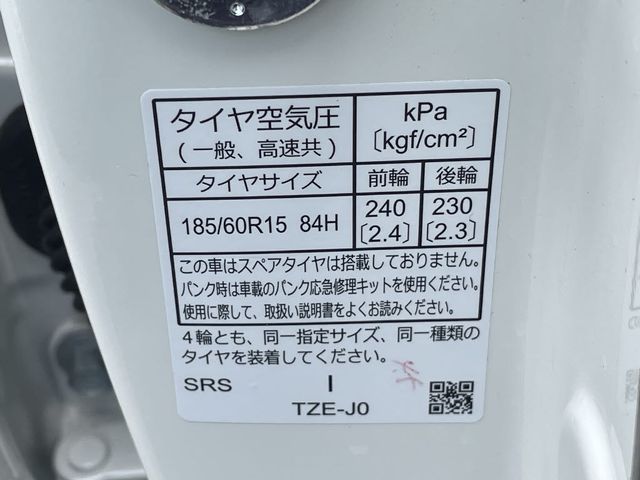 タイヤ空気圧 kPa
(一般、高速共) 〔kgf/cm²〕
タイヤサイズ 前輪 後輪
185/60R15 84H 240 230
〔2.4〕 〔2.3〕
この車はスペアタイヤは搭載しておりません。
パンク時は車載のパンク応急修理キットを使用ください。
使用に際して、取扱い説明書をよくお読みください。
4輪とも、同一指定サイズ、同一種類の
タイヤを装着してください。
SRS I
TZE-J0